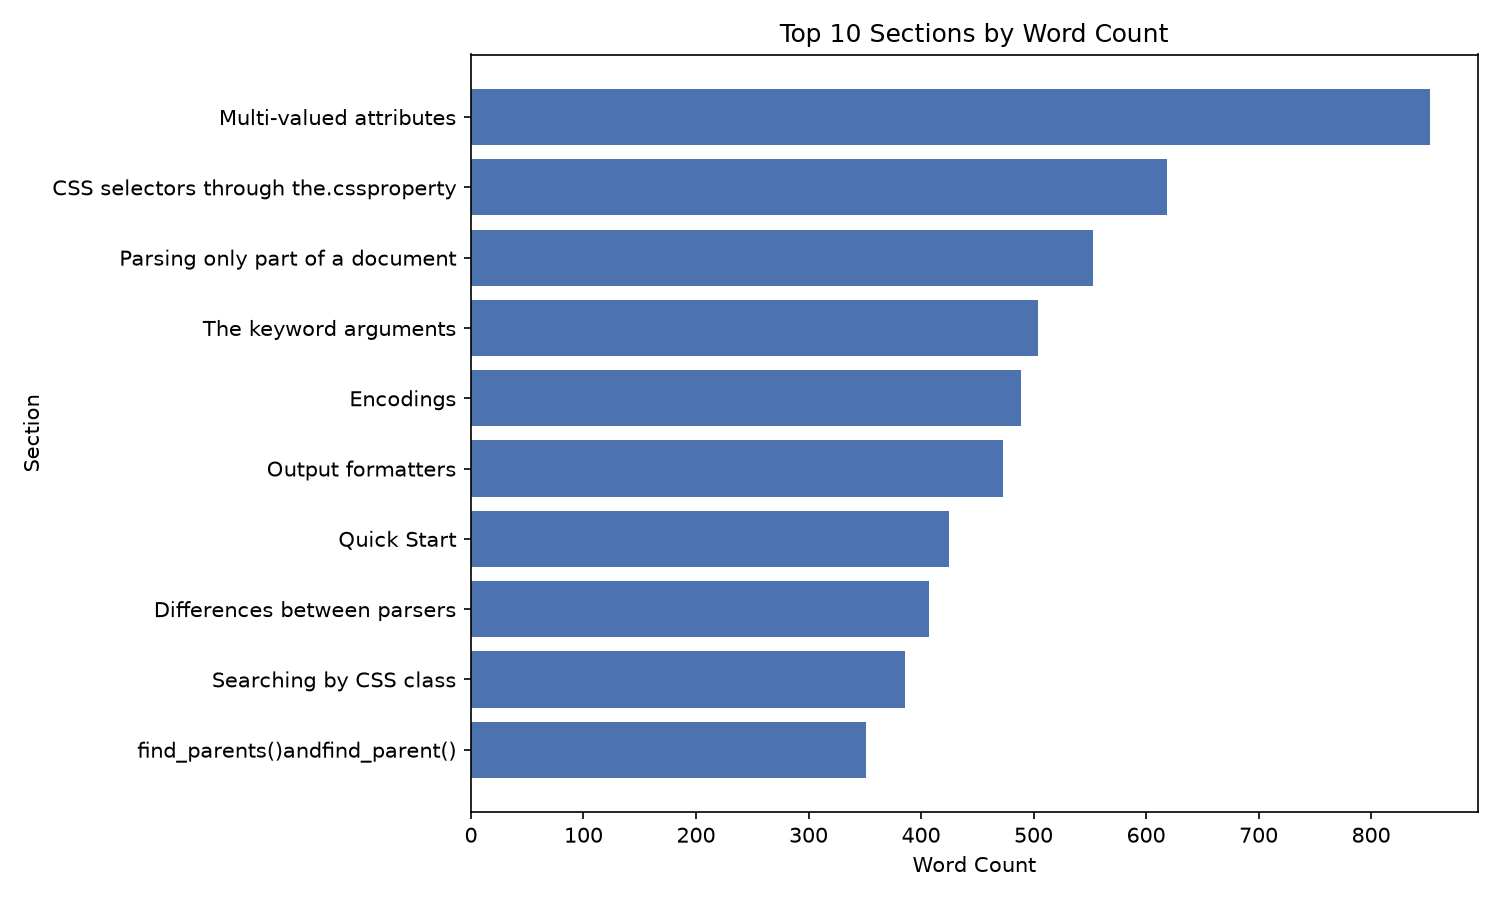 Top 10 Sections by Word Count
Section
Multi-valued attributes
CSS selectors through the.cssproperty
Parsing only part of a document
The keyword arguments
Encodings
Output formatters
Quick Start
Differences between parsers
Searching by CSS class
find_parents()andfind_parent()
0 100 200 300 400 500 600 700 800
Word Count